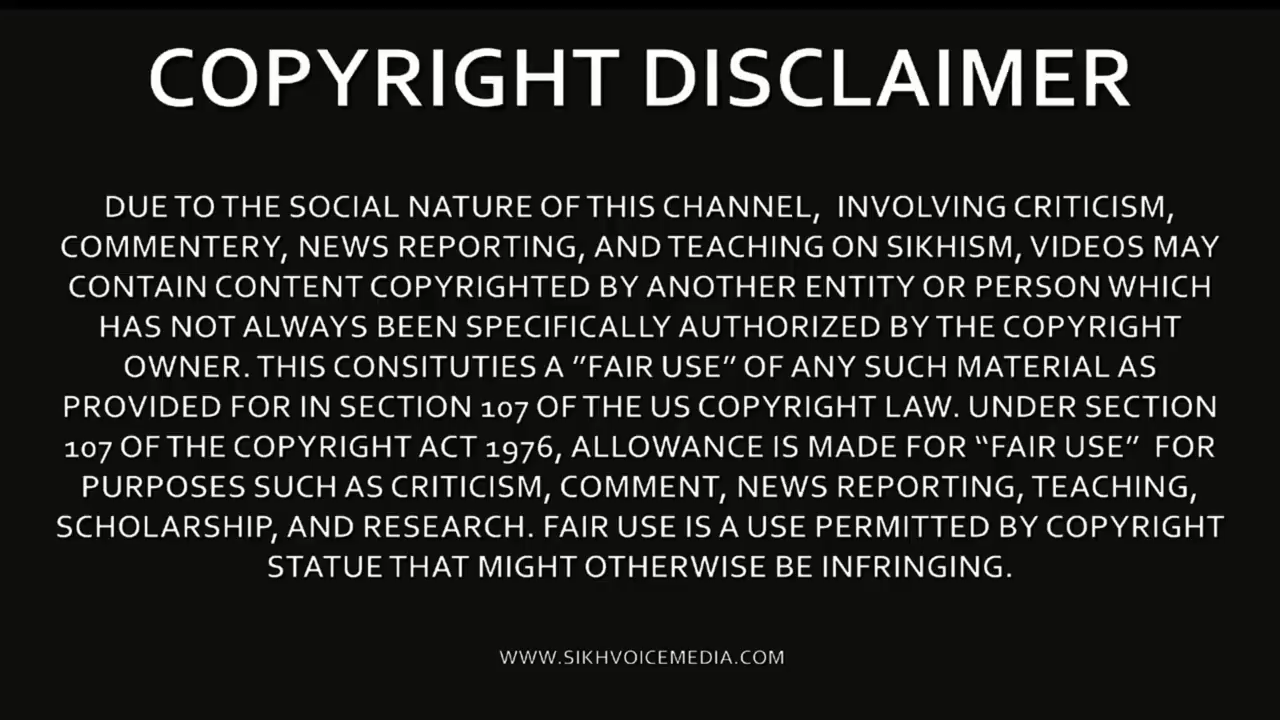 COPYRIGHT DISCLAIMER
DUE TO THE SOCIAL NATURE OF THIS CHANNEL, INVOLVING CRITICISM,
COMMENTERY, NEWS REPORTING, AND TEACHING ON SIKHISM, VIDEOS MAY
CONTAIN CONTENT COPYRIGHTED BY ANOTHER ENTITY OR PERSON WHICH
HAS NOT ALWAYS BEEN SPECIFICALLY AUTHORIZED BY THE COPYRIGHT
OWNER. THIS CONSITUTIES A ”FAIR USE” OF ANY SUCH MATERIAL AS
PROVIDED FOR IN SECTION 107 OF THE US COPYRIGHT LAW. UNDER SECTION
107 OF THE COPYRIGHT ACT 1976, ALLOWANCE IS MADE FOR “FAIR USE” FOR
PURPOSES SUCH AS CRITICISM, COMMENT, NEWS REPORTING, TEACHING,
SCHOLARSHIP, AND RESEARCH. FAIR USE IS A USE PERMITTED BY COPYRIGHT
STATUE THAT MIGHT OTHERWISE BE INFRINGING.
WWW.SIKHVOICEMEDIA.COM